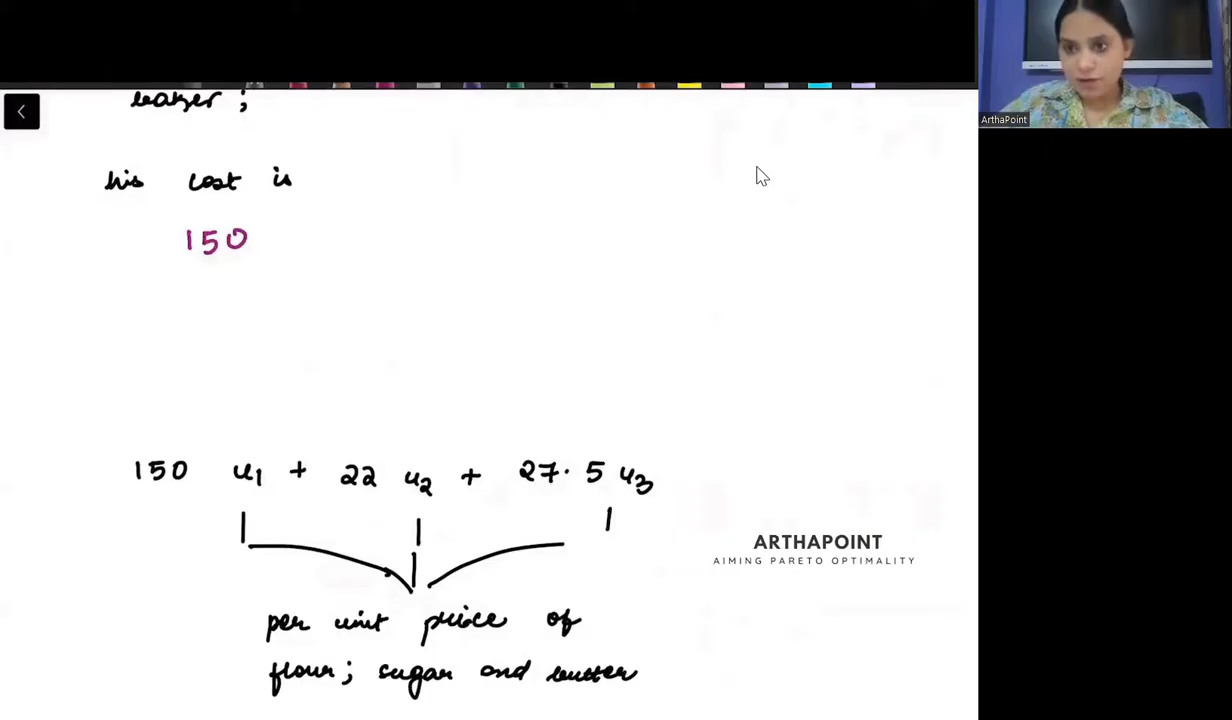 baker;
his cost is
150
150 u1 + 22 u2 + 27.5 u3
per unit price of
flour; sugar and butter
ARTHAPOINT
AIMING PARETO OPTIMALITY
ArthaPoint